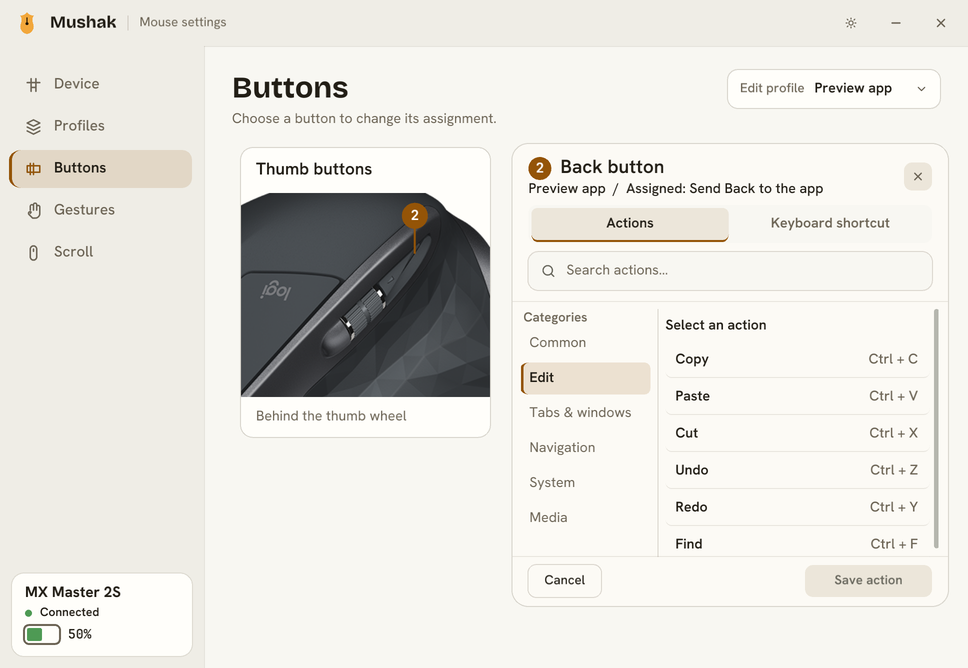 Mushak | Mouse settings
Device
Profiles
Buttons
Gestures
Scroll
MX Master 2S
Connected
50%
Buttons
Choose a button to change its assignment.
Edit profile Preview app
Thumb buttons
2
logi
Behind the thumb wheel
2 Back button
Preview app / Assigned: Send Back to the app
Actions Keyboard shortcut
Search actions...
Categories
Common
Edit
Tabs & windows
Navigation
System
Media
Select an action
Copy Ctrl + C
Paste Ctrl + V
Cut Ctrl + X
Undo Ctrl + Z
Redo Ctrl + Y
Find Ctrl + F
Cancel Save action